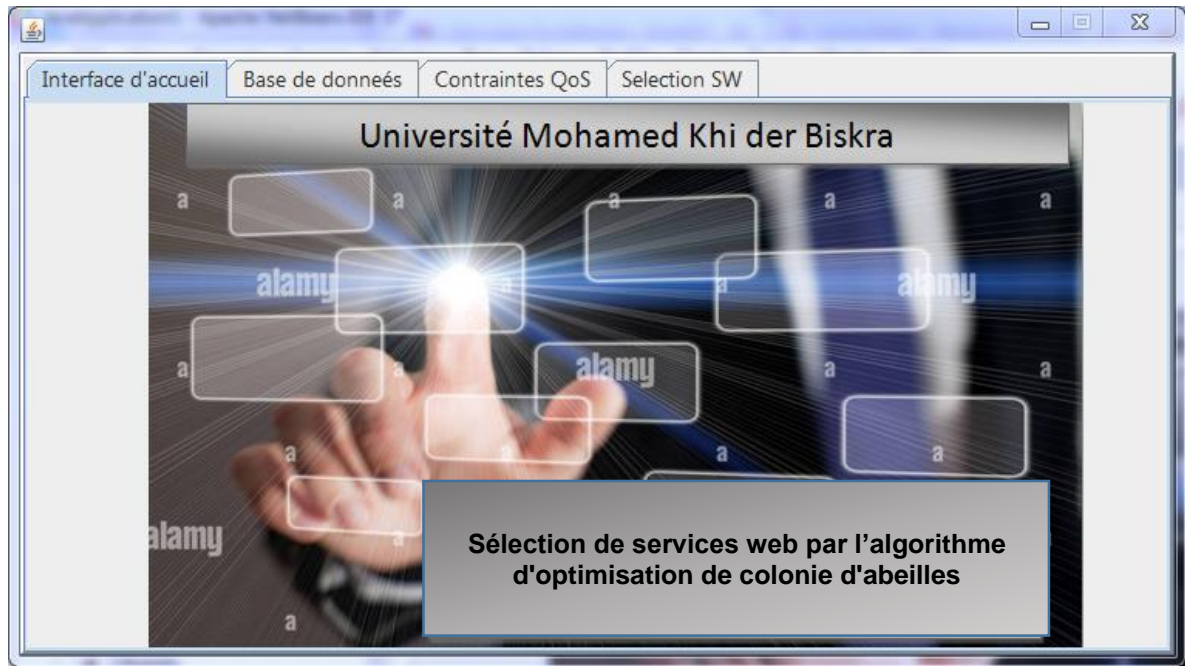 Interface d'accueil
Base de donneés
Contraintes QoS
Selection SW
Université Mohamed Khi der Biskra
a
a
a
a
a
alamy
a
a
alamy
a
a
alamy
a
a
a
a
a
a
alamy
a
a
Sélection de services web par l’algorithme
d'optimisation de colonie d'abeilles